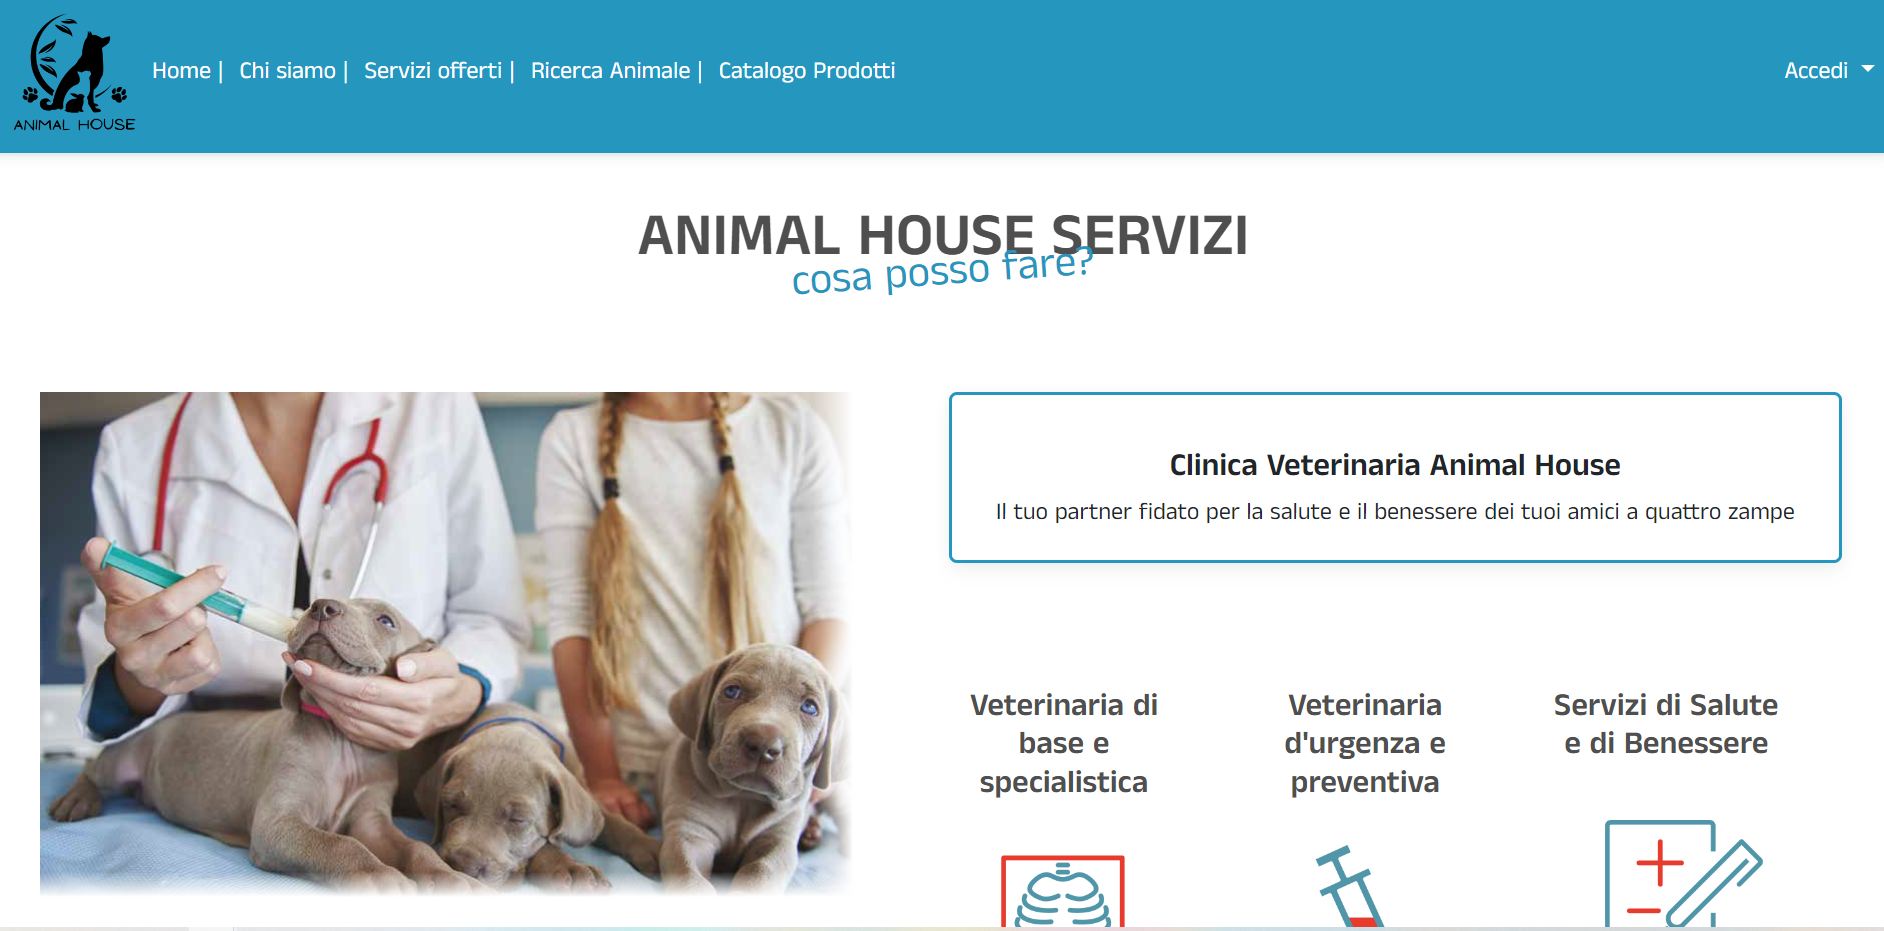 ANIMAL HOUSE
Home | Chi siamo | Servizi offerti | Ricerca Animale | Catalogo Prodotti
Accedi
ANIMAL HOUSE SERVIZI
cosa posso fare?
Clinica Veterinaria Animal House
Il tuo partner fidato per la salute e il benessere dei tuoi amici a quattro zampe
Veterinaria di
base e
specialistica
Veterinaria
d'urgenza e
preventiva
Servizi di Salute
e di Benessere